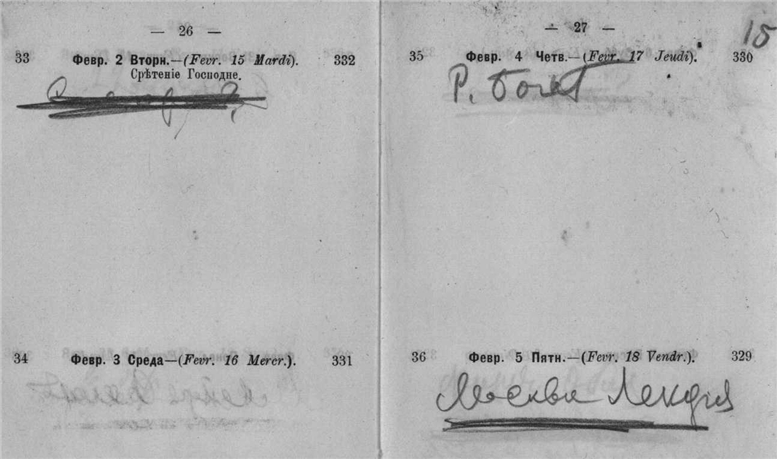 — 26 —
33 Февр. 2 Вторн.—(Fevr. 15 Mardi). 332
Срѣтеніе Господне.
34 Февр. 3 Среда—(Fevr. 16 Mercr.). 331
— 27 —
15
35 Февр. 4 Четв.—(Fevr. 17 Jeudi). 330
Р.
36 Февр. 5 Пятн.—(Fevr. 18 Vendr.). 329
Москва Лекция